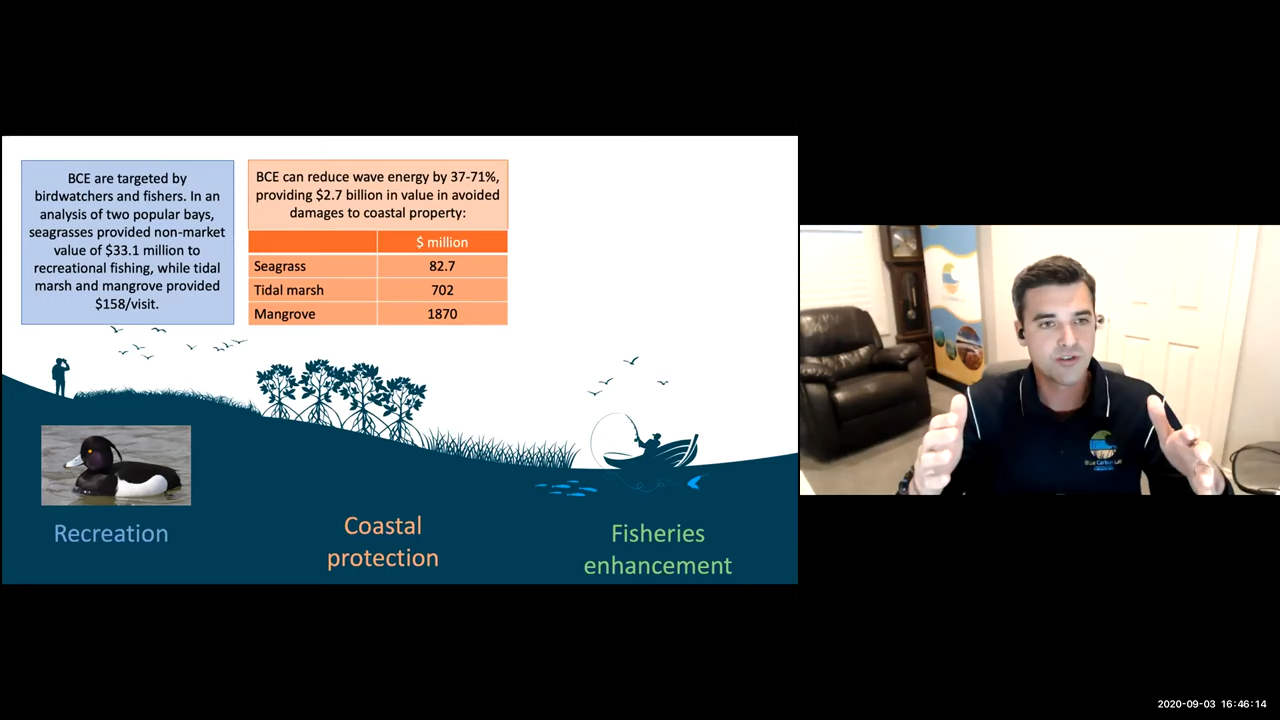 BCE are targeted by
birdwatchers and fishers. In an
analysis of two popular bays,
seagrasses provided non-market
value of $33.1 million to
recreational fishing, while tidal
marsh and mangrove provided
$158/visit.
BCE can reduce wave energy by 37-71%,
providing $2.7 billion in value in avoided
damages to coastal property:
$ million
Seagrass 82.7
Tidal marsh 702
Mangrove 1870
Recreation
Coastal
protection
Fisheries
enhancement
Blue Carbon Lab
2020-09-03 16:46:14